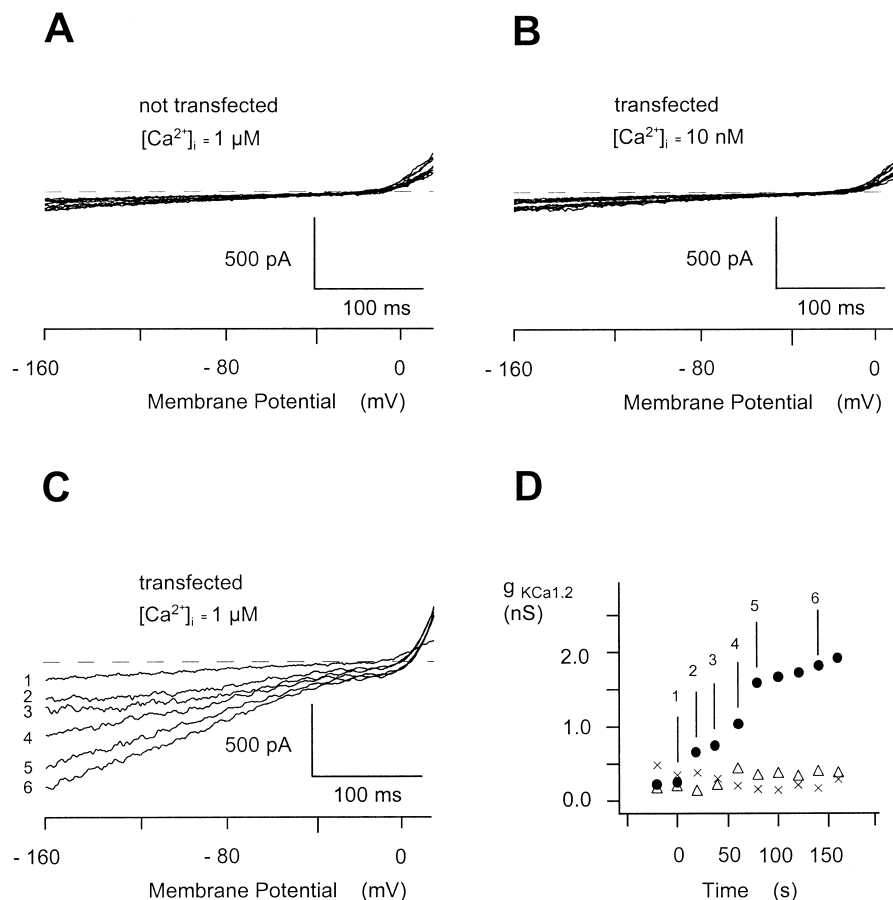 A
not transfected
[Ca²⁺]ᵢ = 1 µM
500 pA
100 ms
- 160
- 80
0
Membrane Potential (mV)
B
transfected
[Ca²⁺]ᵢ = 10 nM
500 pA
100 ms
- 160
- 80
0
Membrane Potential (mV)
C
transfected
[Ca²⁺]ᵢ = 1 µM
1
2
3
4
5
6
500 pA
100 ms
- 160
- 80
0
Membrane Potential (mV)
D
g KCa1.2
(nS)
2.0
1.0
0.0
1
2
3
4
5
6
0
50
100
150
Time (s)